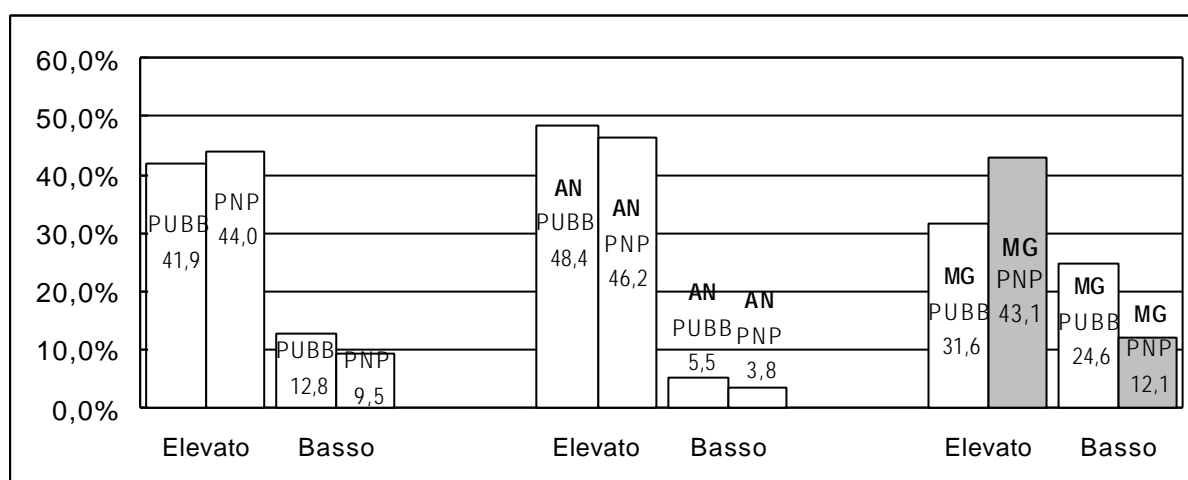 60,0%
50,0%
40,0%
30,0%
20,0%
10,0%
0,0%
PUBB
41,9
PNP
44,0
PUBB
12,8
PNP
9,5
AN
PUBB
48,4
AN
PNP
46,2
AN
PUBB
5,5
AN
PNP
3,8
MG
PUBB
31,6
MG
PNP
43,1
MG
PUBB
24,6
MG
PNP
12,1
Elevato Basso Elevato Basso Elevato Basso